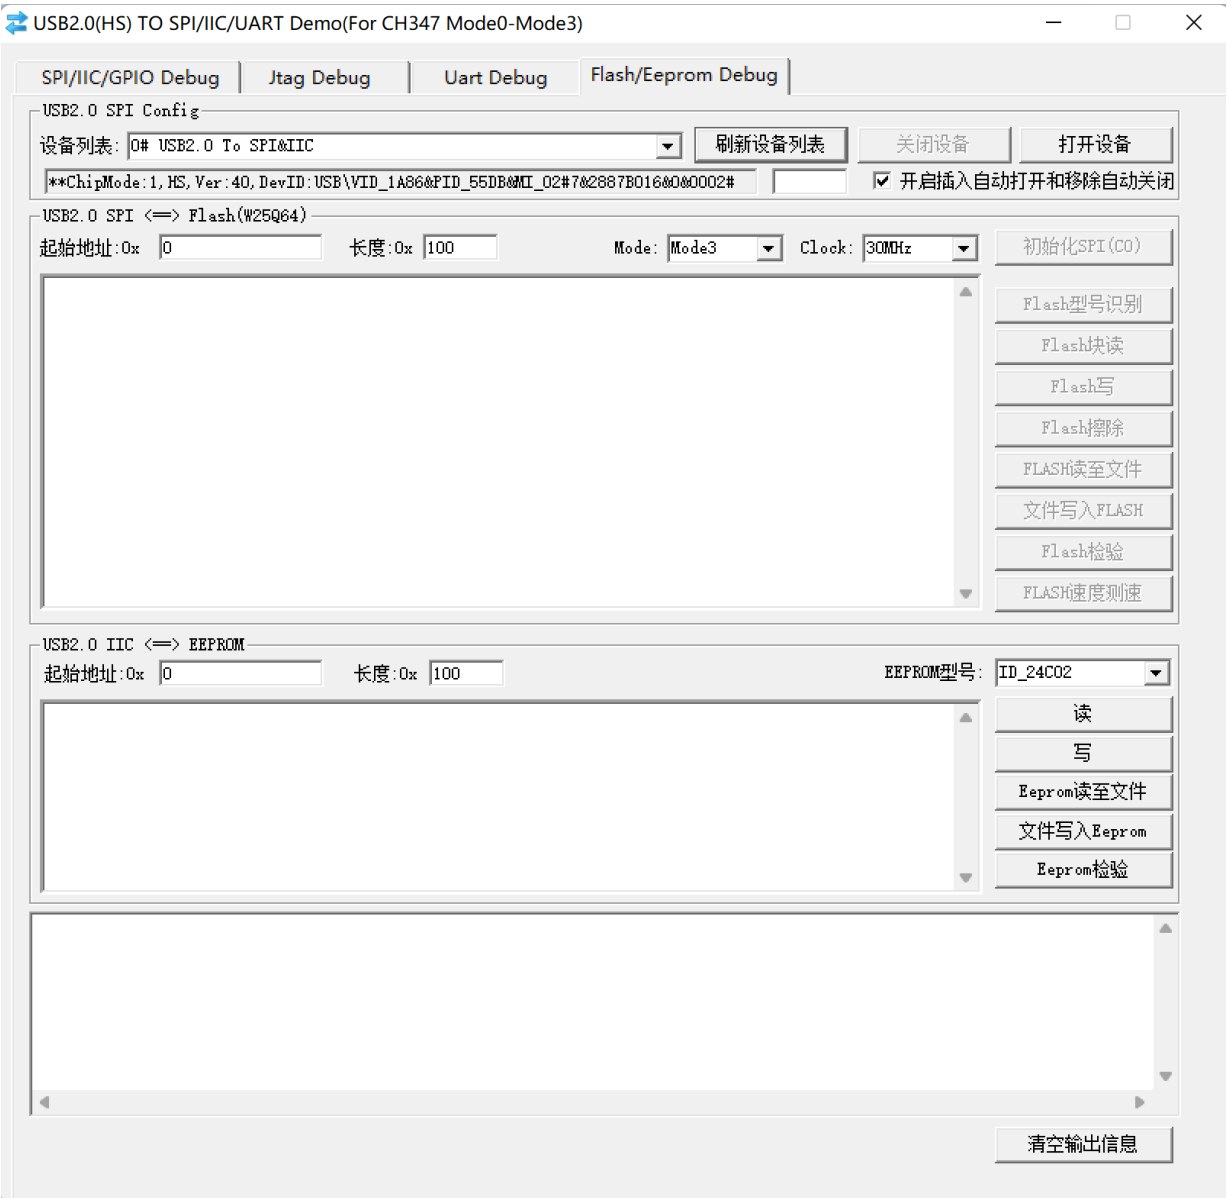 USB2.0(HS) TO SPI/IIC/UART Demo(For CH347 Mode0-Mode3)
SPI/IIC/GPIO Debug Jtag Debug Uart Debug Flash/Eeprom Debug
USB2.0 SPI Config
设备列表: 0# USB2.0 To SPI&IIC 刷新设备列表 关闭设备 打开设备
**ChipMode:1,HS,Ver:40,DevID:USB\VID_1A86&PID_55DB&MI_02#7&2887B016&0&0002# 开启插入自动打开和移除自动关闭
USB2.0 SPI <==> Flash(W25Q64)
起始地址:0x 0 长度:0x 100 Mode: Mode3 Clock: 30MHz 初始化SPI(C0)
Flash型号识别
Flash块读
Flash写
Flash擦除
FLASH读至文件
文件写入FLASH
Flash检验
FLASH速度测速
USB2.0 IIC <==> EEPROM
起始地址:0x 0 长度:0x 100 EEPROM型号: ID_24C02
读
写
Eeprom读至文件
文件写入Eeprom
Eeprom检验
清空输出信息